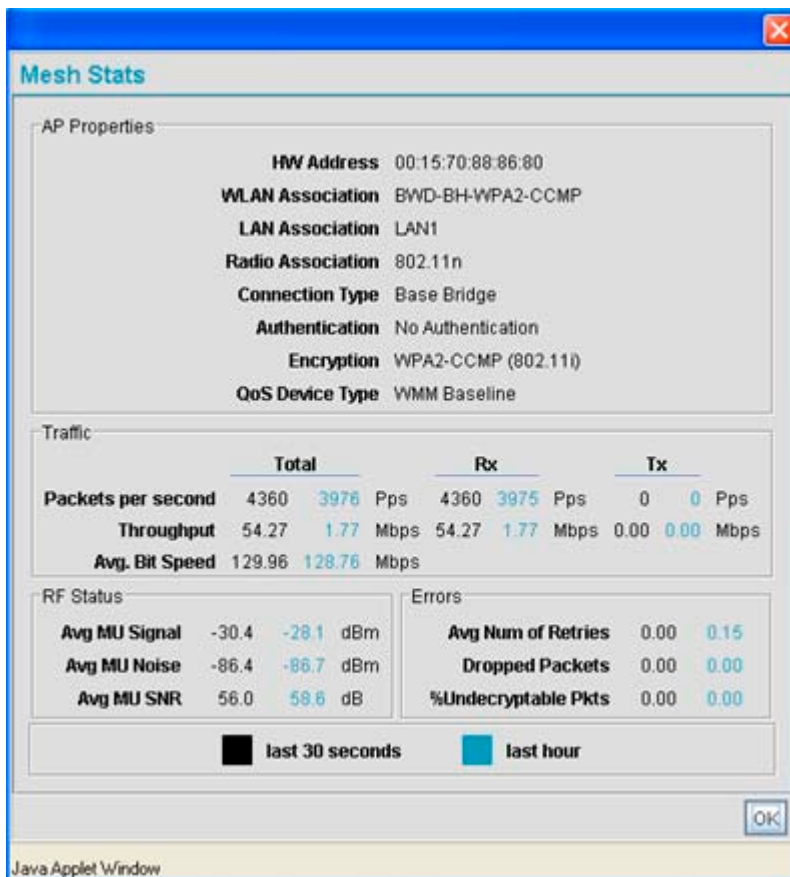 Mesh Stats
AP Properties
HW Address 00:15:70:88:86:80
WLAN Association BWD-BH-WPA2-CCMP
LAN Association LAN1
Radio Association 802.11n
Connection Type Base Bridge
Authentication No Authentication
Encryption WPA2-CCMP (802.11i)
QoS Device Type WMM Baseline
Traffic
Total Rx Tx
Packets per second 4360 3976 Pps 4360 3975 Pps 0 0 Pps
Throughput 54.27 1.77 Mbps 54.27 1.77 Mbps 0.00 0.00 Mbps
Avg. Bit Speed 129.96 128.76 Mbps
RF Status
Avg MU Signal -30.4 -28.1 dBm
Avg MU Noise -86.4 -86.7 dBm
Avg MU SNR 56.0 58.6 dB
Errors
Avg Num of Retries 0.00 0.15
Dropped Packets 0.00 0.00
%Undecryptable Pkts 0.00 0.00
last 30 seconds last hour
OK
Java Applet Window